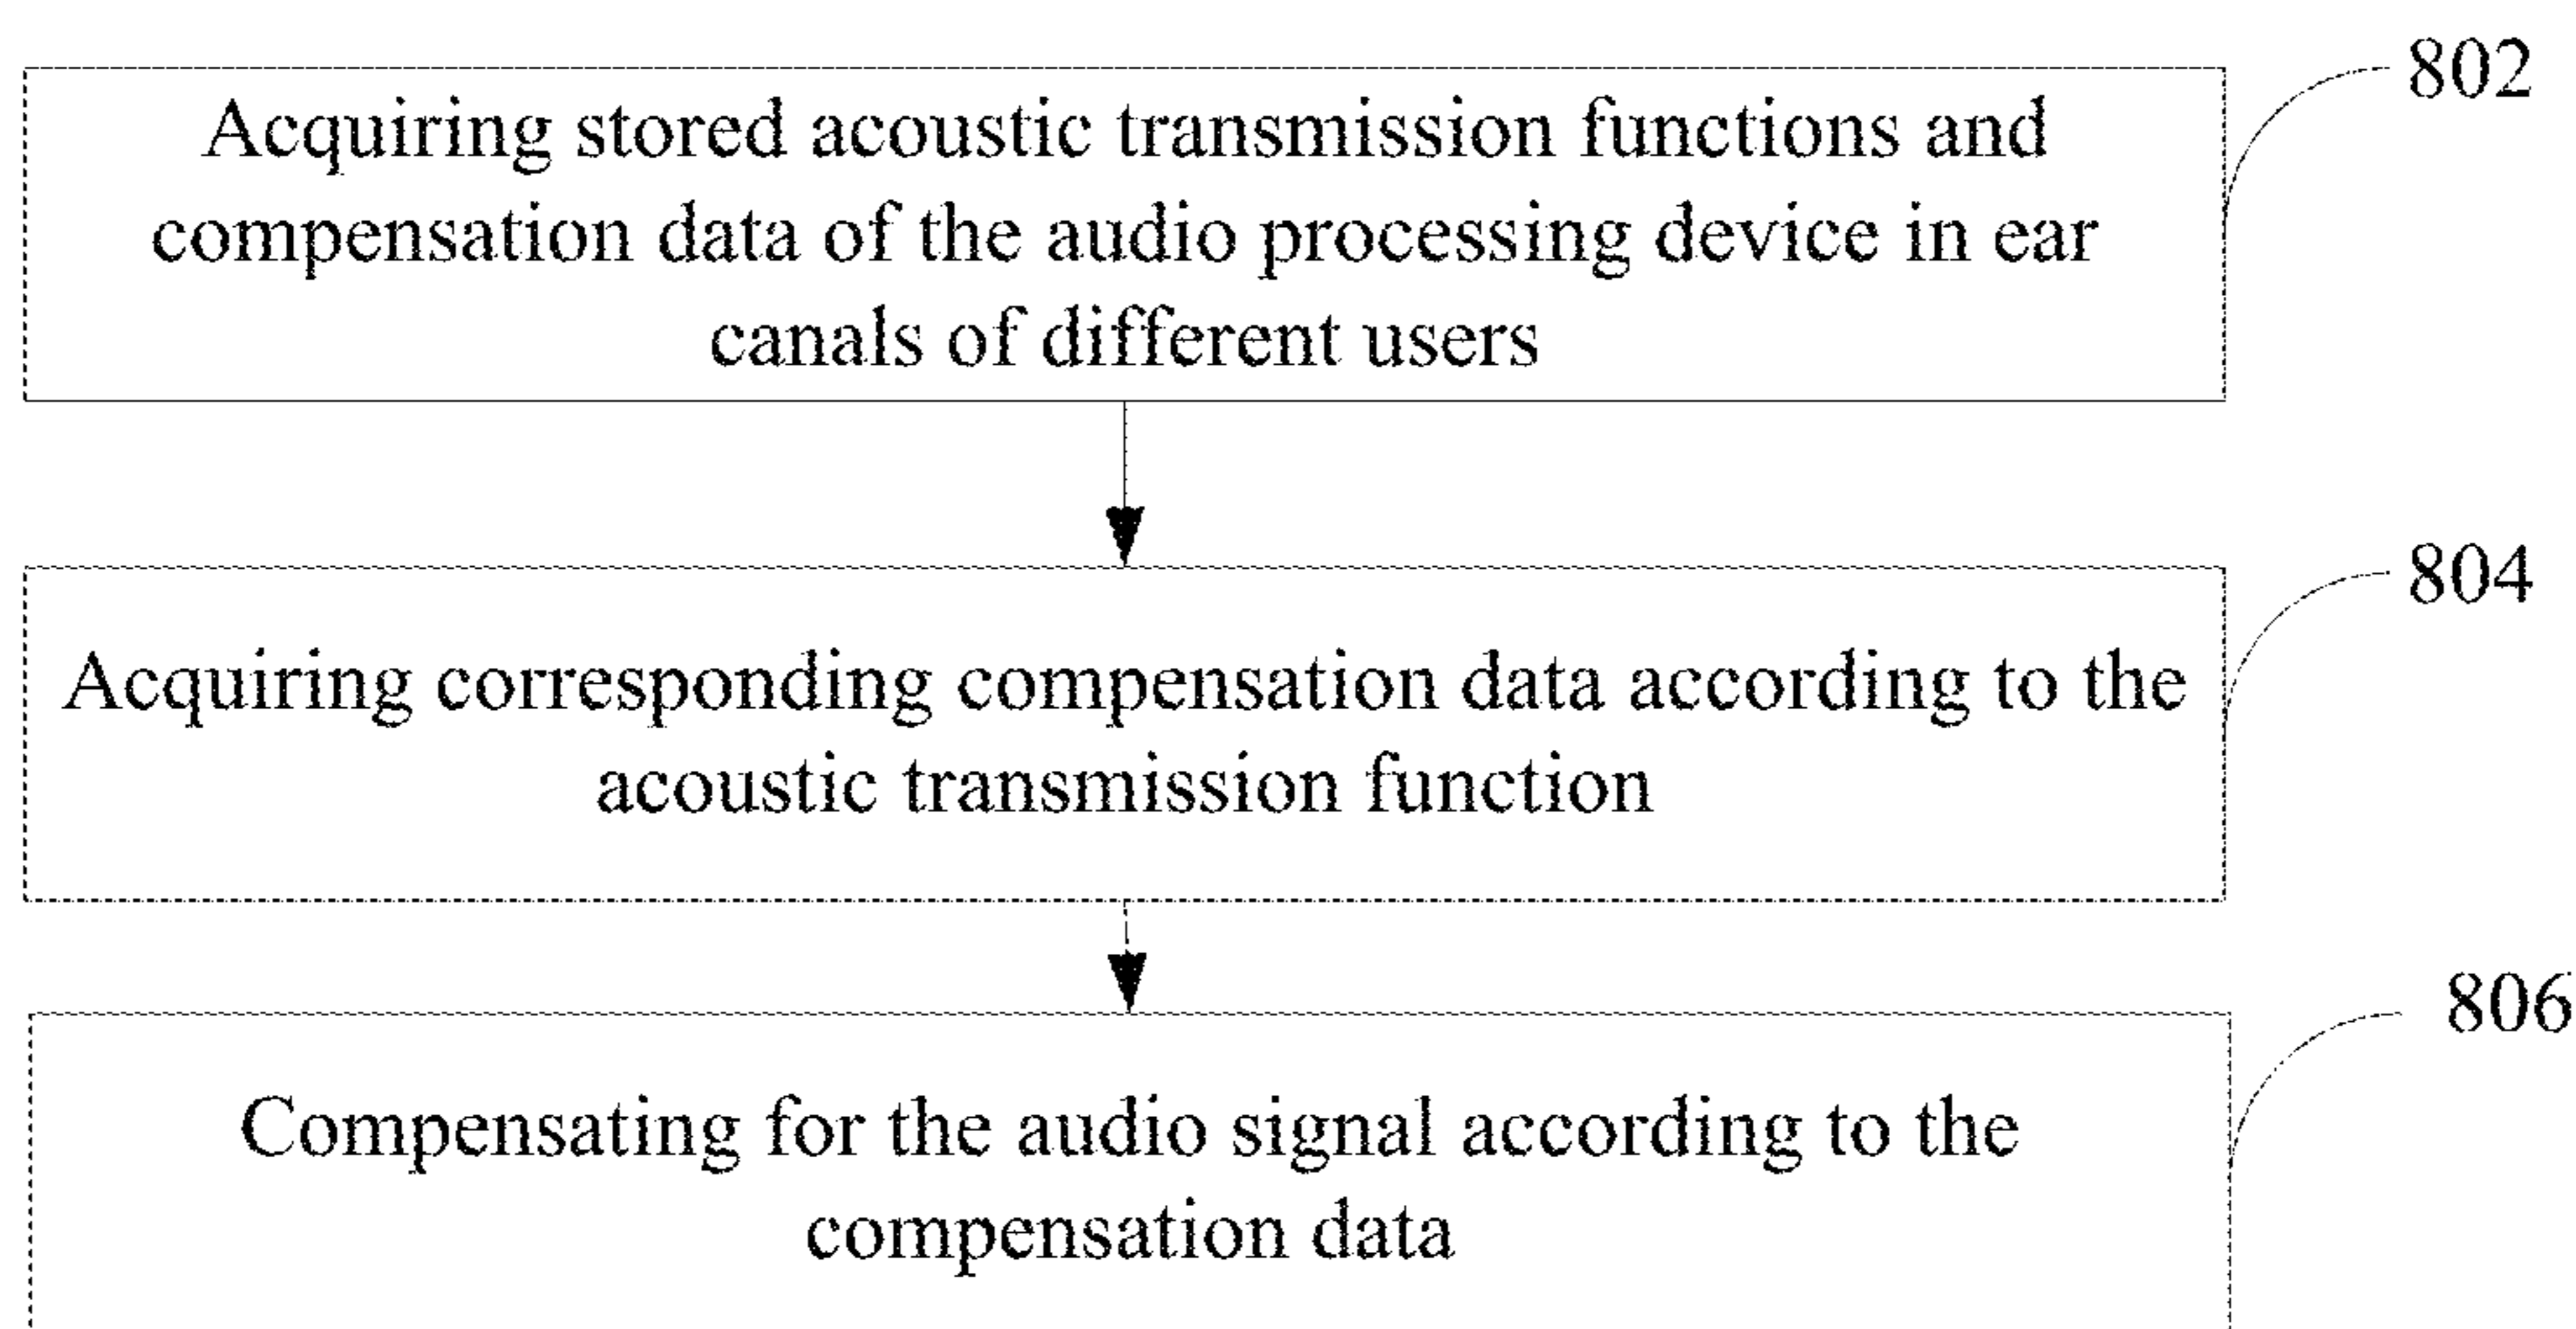 802
Acquiring stored acoustic transmission functions and
compensation data of the audio processing device in ear
canals of different users
804
Acquiring corresponding compensation data according to the
acoustic transmission function
806
Compensating for the audio signal according to the
compensation data